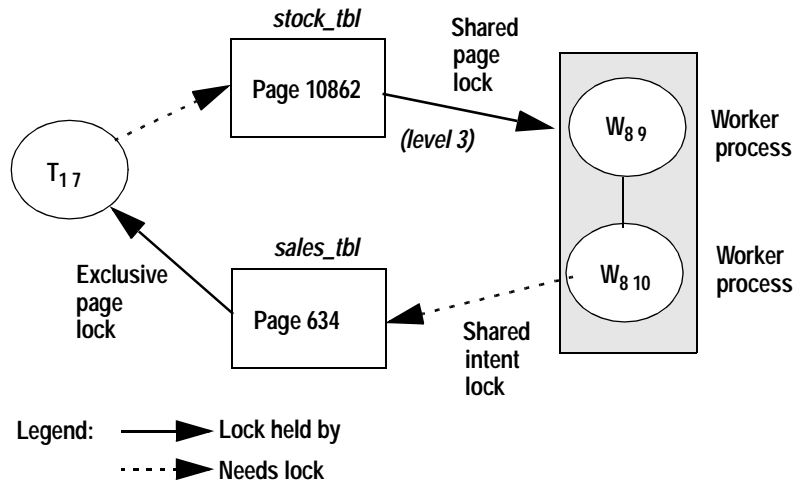 stock_tbl
Page 10862
Shared
page
lock
(level 3)
W8 9
Worker
process
T1 7
sales_tbl
Page 634
Exclusive
page
lock
W8 10
Worker
process
Shared
intent
lock
Legend:
Lock held by
Needs lock